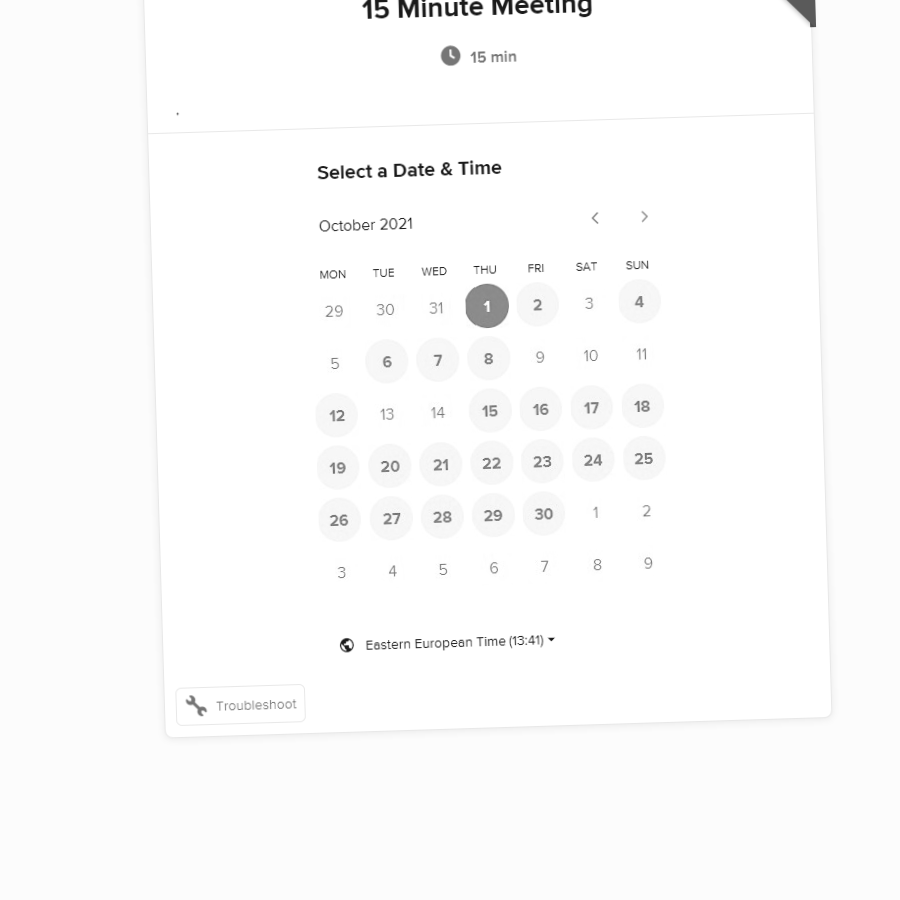 15 Minute Meeting
15 min
.
Select a Date & Time
October 2021
MON TUE WED THU FRI SAT SUN
29 30 31 1 2 3 4
5 6 7 8 9 10 11
12 13 14 15 16 17 18
19 20 21 22 23 24 25
26 27 28 29 30 1 2
3 4 5 6 7 8 9
Eastern European Time (13:41)
Troubleshoot